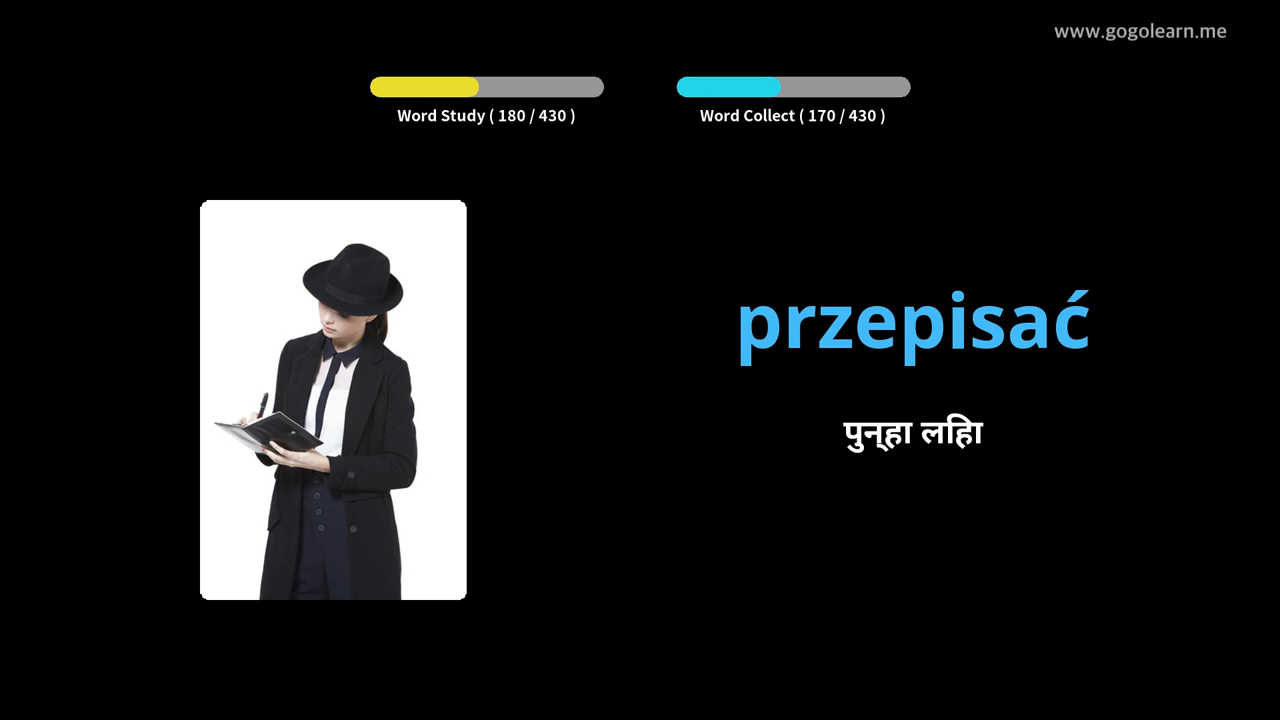 www.gogolearn.me
Word Study ( 180 / 430 )
Word Collect ( 170 / 430 )
przepisać
पुन्हा लिहा